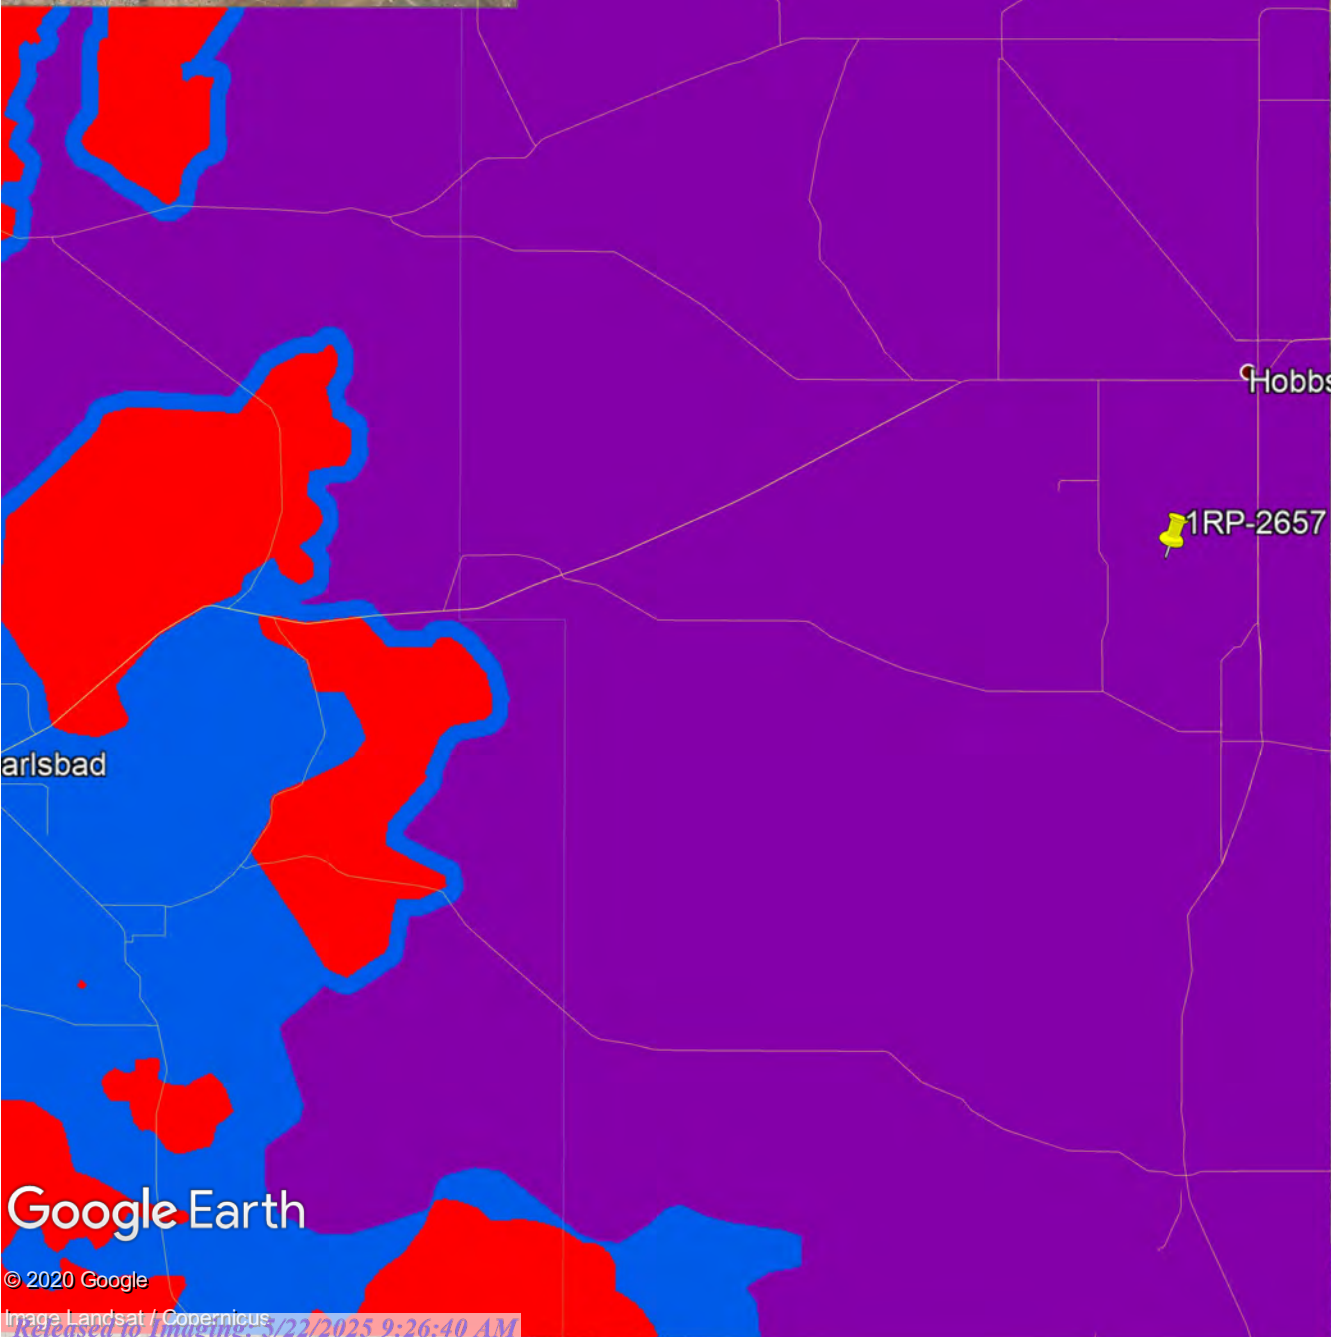 Hobbs
1RP-2657
arlsbad
Google Earth
© 2020 Google
Image Landsat / Copernicus
Released to Imaging: 5/22/2025 9:26:40 AM